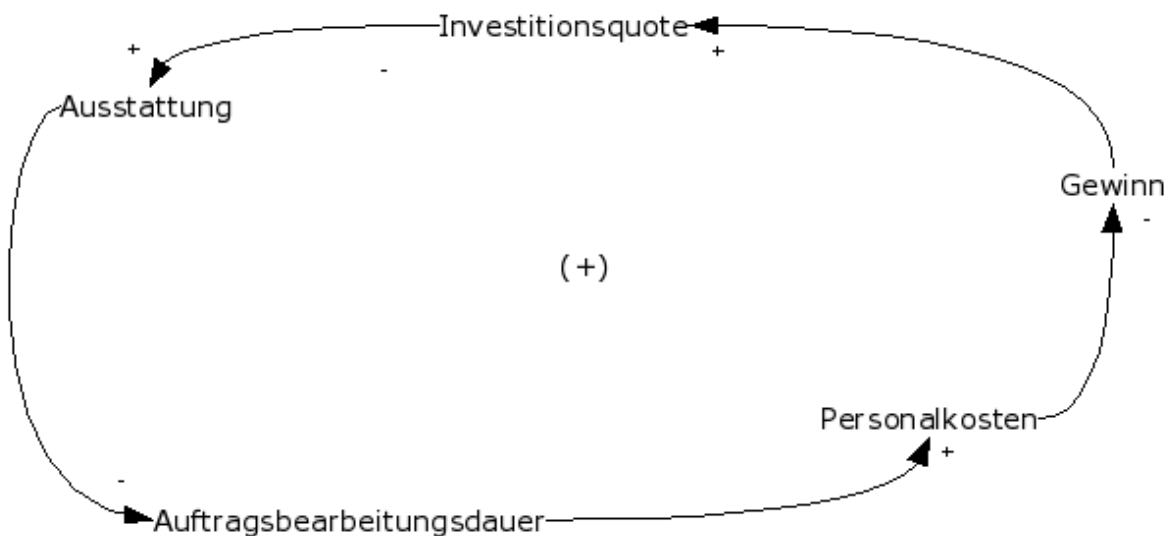 Investitionsquote
+
+
-
Ausstattung
Gewinn
-
(+)
Personalkosten
+
-
Auftragsbearbeitungsdauer